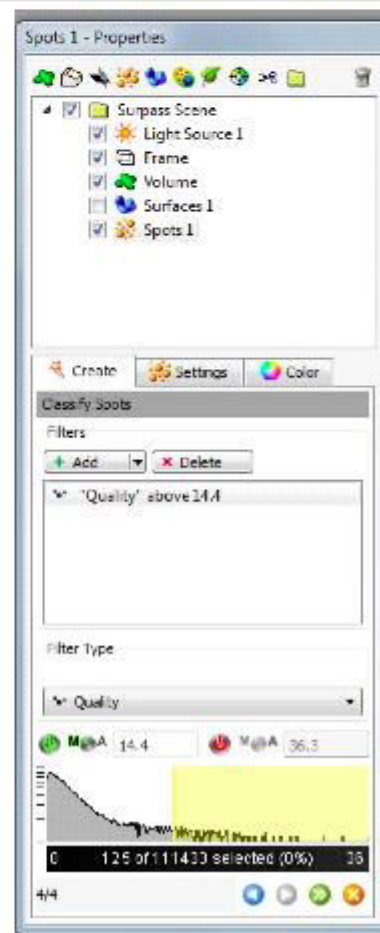 Spots 1 - Properties
Surpass Scene
Light Source 1
Frame
Volume
Surfaces 1
Spots 1
Create Settings Color
Classify Spots
Filters
Add Delete
"Quality" above 14.4
Filter Type
Quality
M A 14.4 M A 36.3
0 125 of 111433 selected (0%) 36
4/4